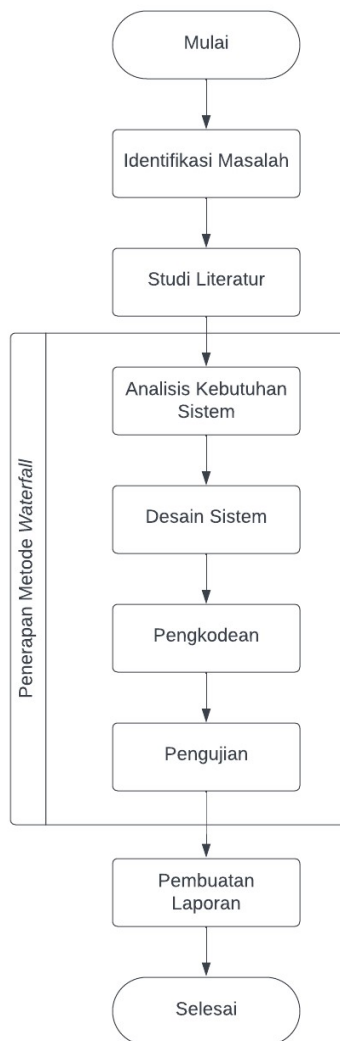 Mulai
Identifikasi Masalah
Studi Literatur
Penerapan Metode Waterfall
Analisis Kebutuhan
Sistem
Desain Sistem
Pengkodean
Pengujian
Pembuatan
Laporan
Selesai